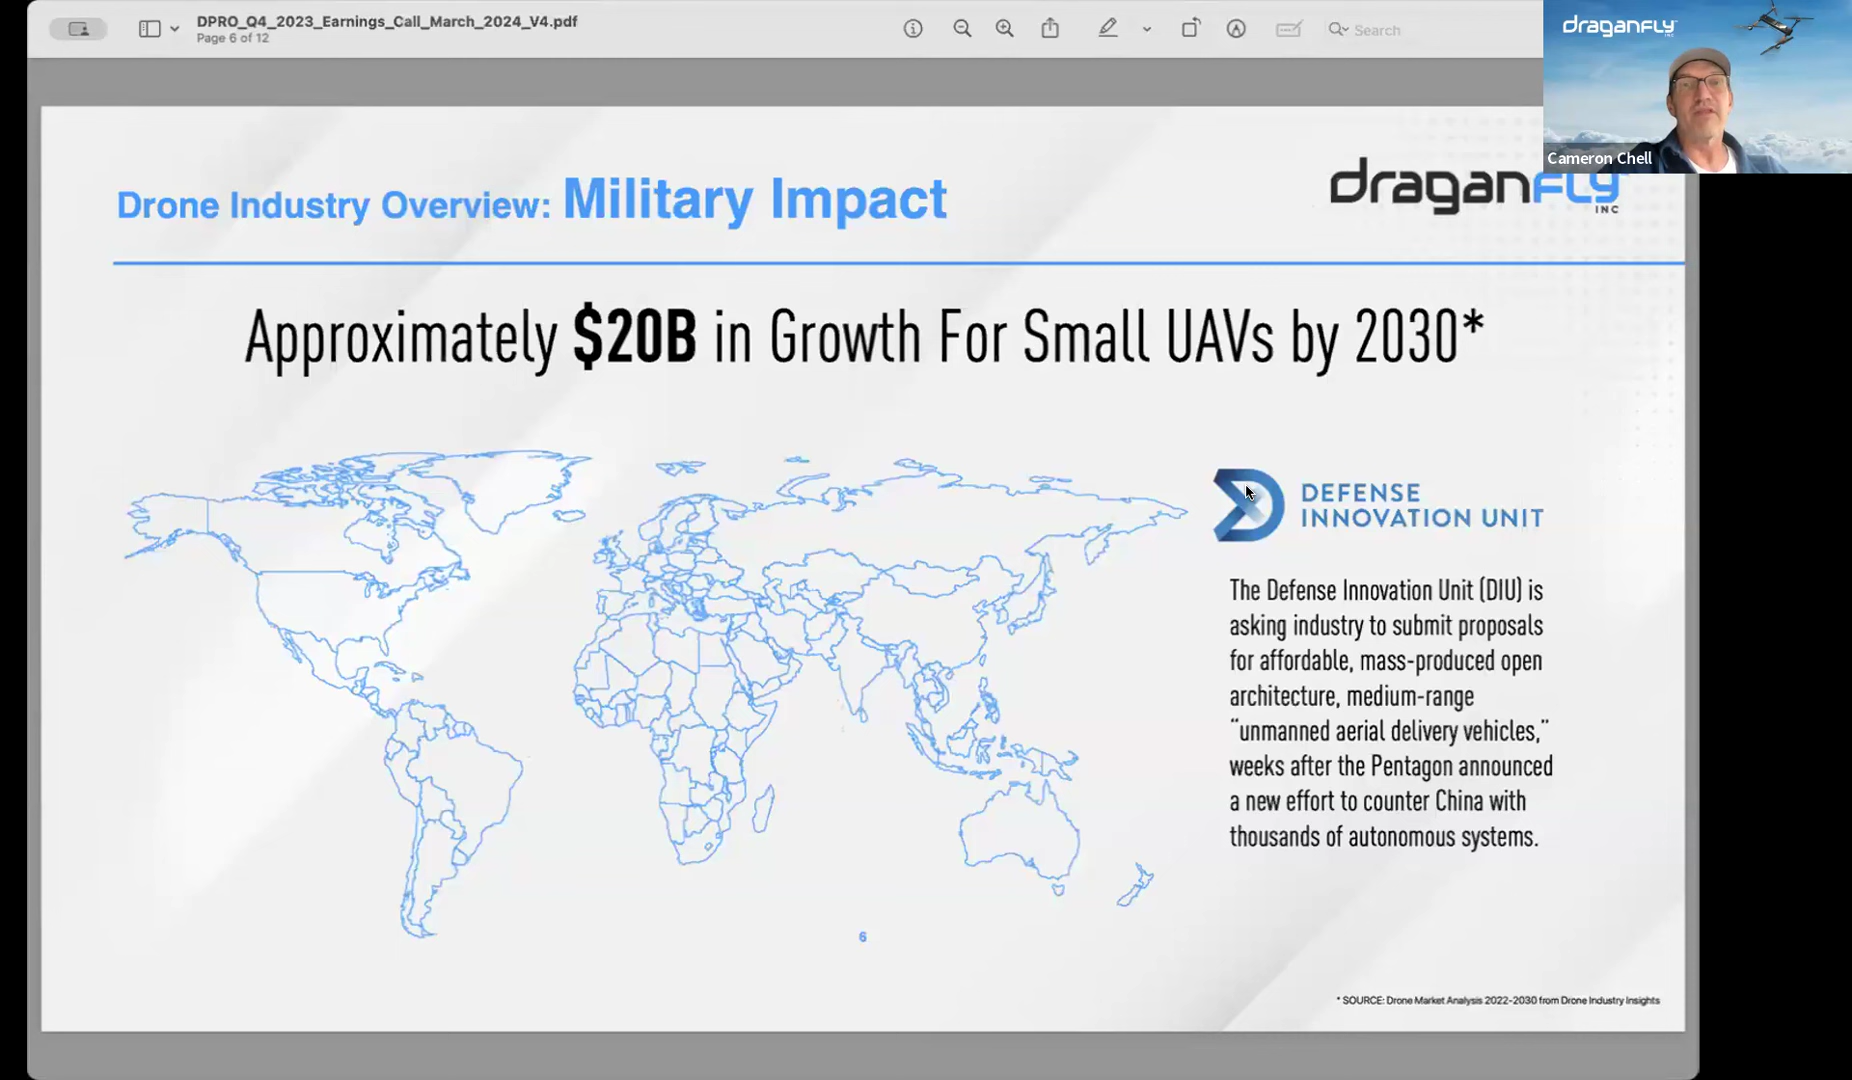 DPRO_Q4_2023_Earnings_Call_March_2024_V4.pdf
Page 6 of 12
Search
draganfly
INC
Cameron Chell
Drone Industry Overview: Military Impact
draganfly
INC
Approximately $20B in Growth For Small UAVs by 2030*
DEFENSE
INNOVATION UNIT
The Defense Innovation Unit (DIU) is
asking industry to submit proposals
for affordable, mass-produced open
architecture, medium-range
“unmanned aerial delivery vehicles,”
weeks after the Pentagon announced
a new effort to counter China with
thousands of autonomous systems.
6
* SOURCE: Drone Market Analysis 2022-2030 from Drone Industry Insights